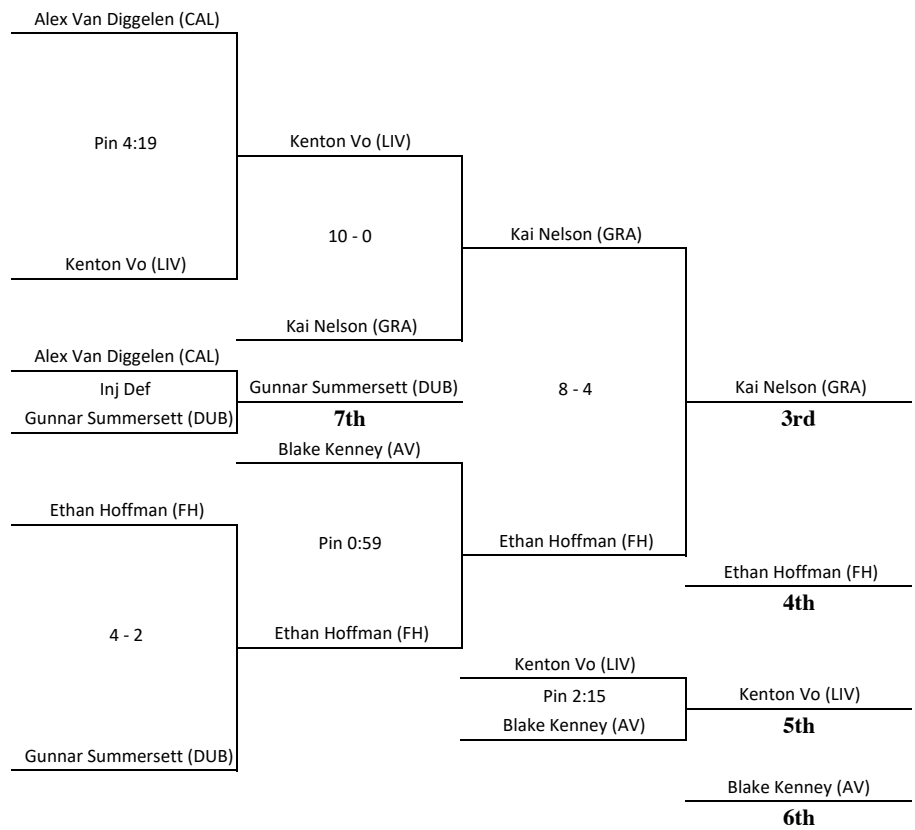 Alex Van Diggelen (CAL)
Pin 4:19
Kenton Vo (LIV)
10 - 0
Kai Nelson (GRA)
Kenton Vo (LIV)
Kai Nelson (GRA)
Alex Van Diggelen (CAL)
Inj Def
Gunnar Summersett (DUB)
8 - 4
Kai Nelson (GRA)
Gunnar Summersett (DUB)
7th
3rd
Blake Kenney (AV)
Ethan Hoffman (FH)
Pin 0:59
Ethan Hoffman (FH)
Ethan Hoffman (FH)
4th
4 - 2
Ethan Hoffman (FH)
Kenton Vo (LIV)
Pin 2:15
Kenton Vo (LIV)
Blake Kenney (AV)
5th
Gunnar Summersett (DUB)
Blake Kenney (AV)
6th